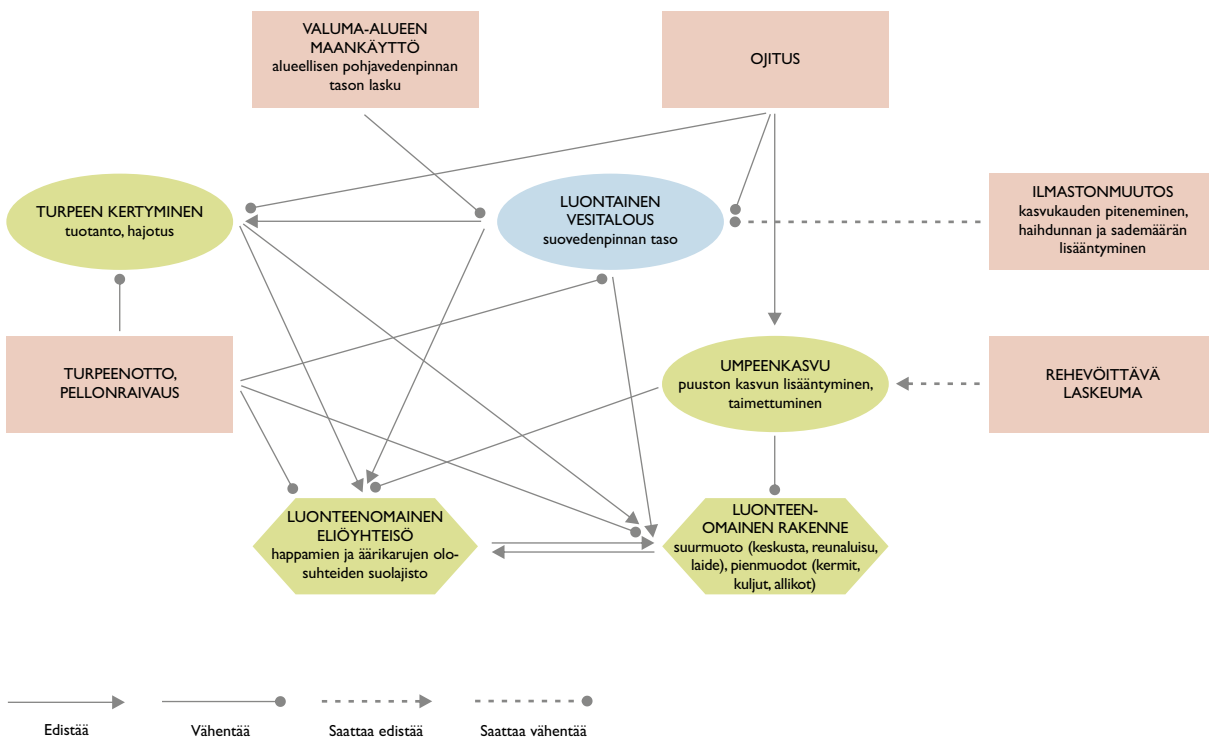 VALUMA-ALUEEN
MAANKÄYTTÖ
alueellisen pohjavedenpinnan
tason lasku
OJITUS
TURPEEN KERTYMINEN
tuotanto, hajotus
LUONTAINEN
VESITALOUS
suovedenpinnan taso
ILMASTONMUUTOS
kasvukauden piteneminen,
haihdunnan ja sademäärän
lisääntyminen
TURPEENOTTO,
PELLONRAIVAUS
UMPEENKASVU
puuston kasvun lisääntyminen,
taimettuminen
REHEVÖITTÄVÄ
LASKEUMA
LUONTEENOMAINEN
ELIÖYHTEISÖ
happamien ja äärikarujen olo-
suhteiden suolajisto
LUONTEEN-
OMAINEN RAKENNE
suurmuoto (keskusta, reunaluisu,
laide), pienmuodot (kermit,
kuljut, allikot)
Edistää
Vähentää
Saattaa edistää
Saattaa vähentää